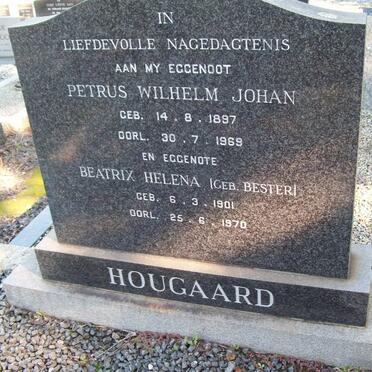 IN
LIEFDEVOLLE NAGEDAGTENIS
AAN MY EGGENOOT
PETRUS WILHELM JOHAN
GEB. 14 . 8 . 1897
OORL. 30 . 7 . 1969
EN EGGENOTE
BEATRIX HELENA (GEB. BESTER)
GEB. 6 . 3 . 1901
OORL. 25 . 6 . 1970
HOUGAARD